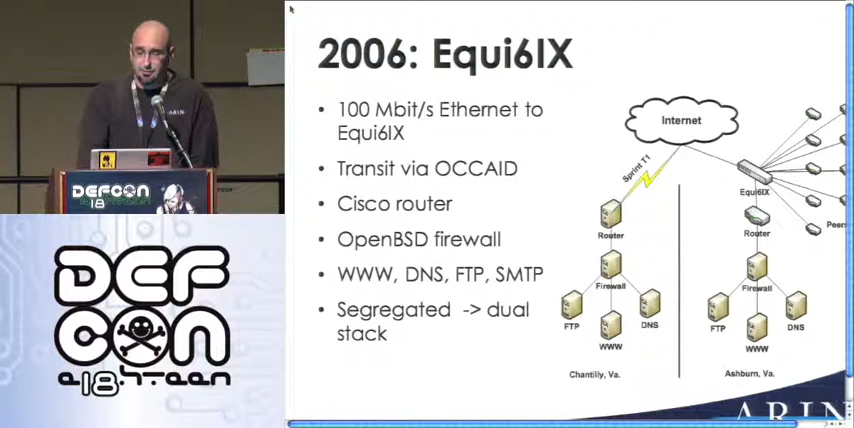 2006: Equi6IX
• 100 Mbit/s Ethernet to
Equi6IX
• Transit via OCCAID
• Cisco router
• OpenBSD firewall
• WWW, DNS, FTP, SMTP
• Segregated -> dual
stack
Internet
Sprint T1
Equi6IX
Peers
Router
Router
Firewall
Firewall
FTP
DNS
WWW
FTP
DNS
WWW
Chantilly, Va.
Ashburn, Va.
ARIN
ARIN
DEFCON
18
DEF
CON
e18hteen